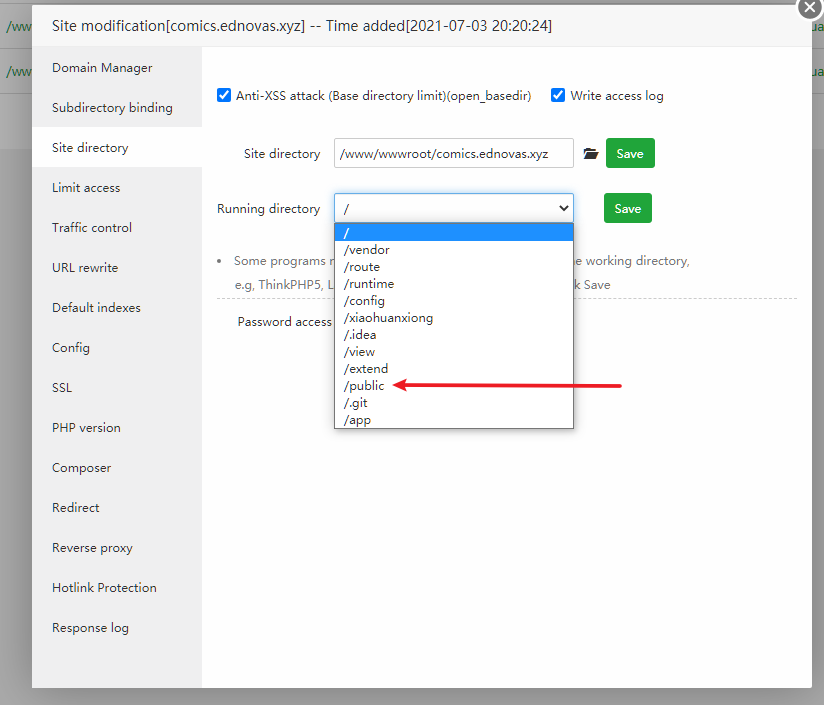 /ww
Site modification[comics.ednovas.xyz] -- Time added[2021-07-03 20:20:24]
/ww
Domain Manager
Subdirectory binding
Site directory
Limit access
Traffic control
URL rewrite
Default indexes
Config
SSL
PHP version
Composer
Redirect
Reverse proxy
Hotlink Protection
Response log
Anti-XSS attack (Base directory limit)(open_basedir)
Write access log
Site directory
/www/wwwroot/comics.ednovas.xyz
Save
Running directory
/
Save
/
/vendor
/route
/runtime
/config
/xiaohuanxiong
/.idea
/view
/extend
/public
/.git
/app
Some programs
working directory,
e.g, ThinkPHP5,
Save
Password access